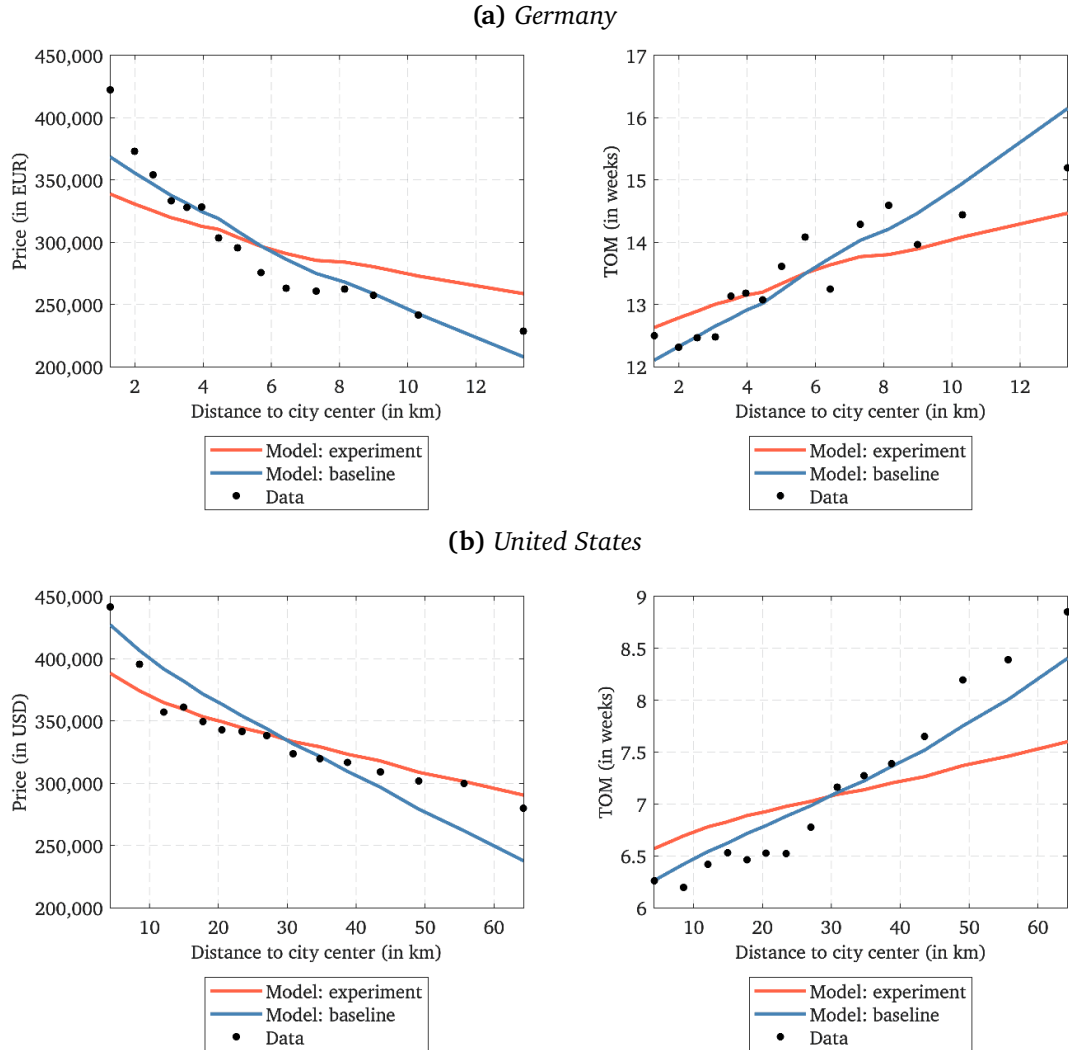 (a) Germany
450,000
400,000
350,000
300,000
250,000
200,000
Price (in EUR)
2 4 6 8 10 12
Distance to city center (in km)
Model: experiment
Model: baseline
Data
17
16
15
14
13
12
TOM (in weeks)
2 4 6 8 10 12
Distance to city center (in km)
Model: experiment
Model: baseline
Data
(b) United States
450,000
400,000
350,000
300,000
250,000
200,000
Price (in USD)
10 20 30 40 50 60
Distance to city center (in km)
Model: experiment
Model: baseline
Data
9
8.5
8
7.5
7
6.5
6
TOM (in weeks)
10 20 30 40 50 60
Distance to city center (in km)
Model: experiment
Model: baseline
Data